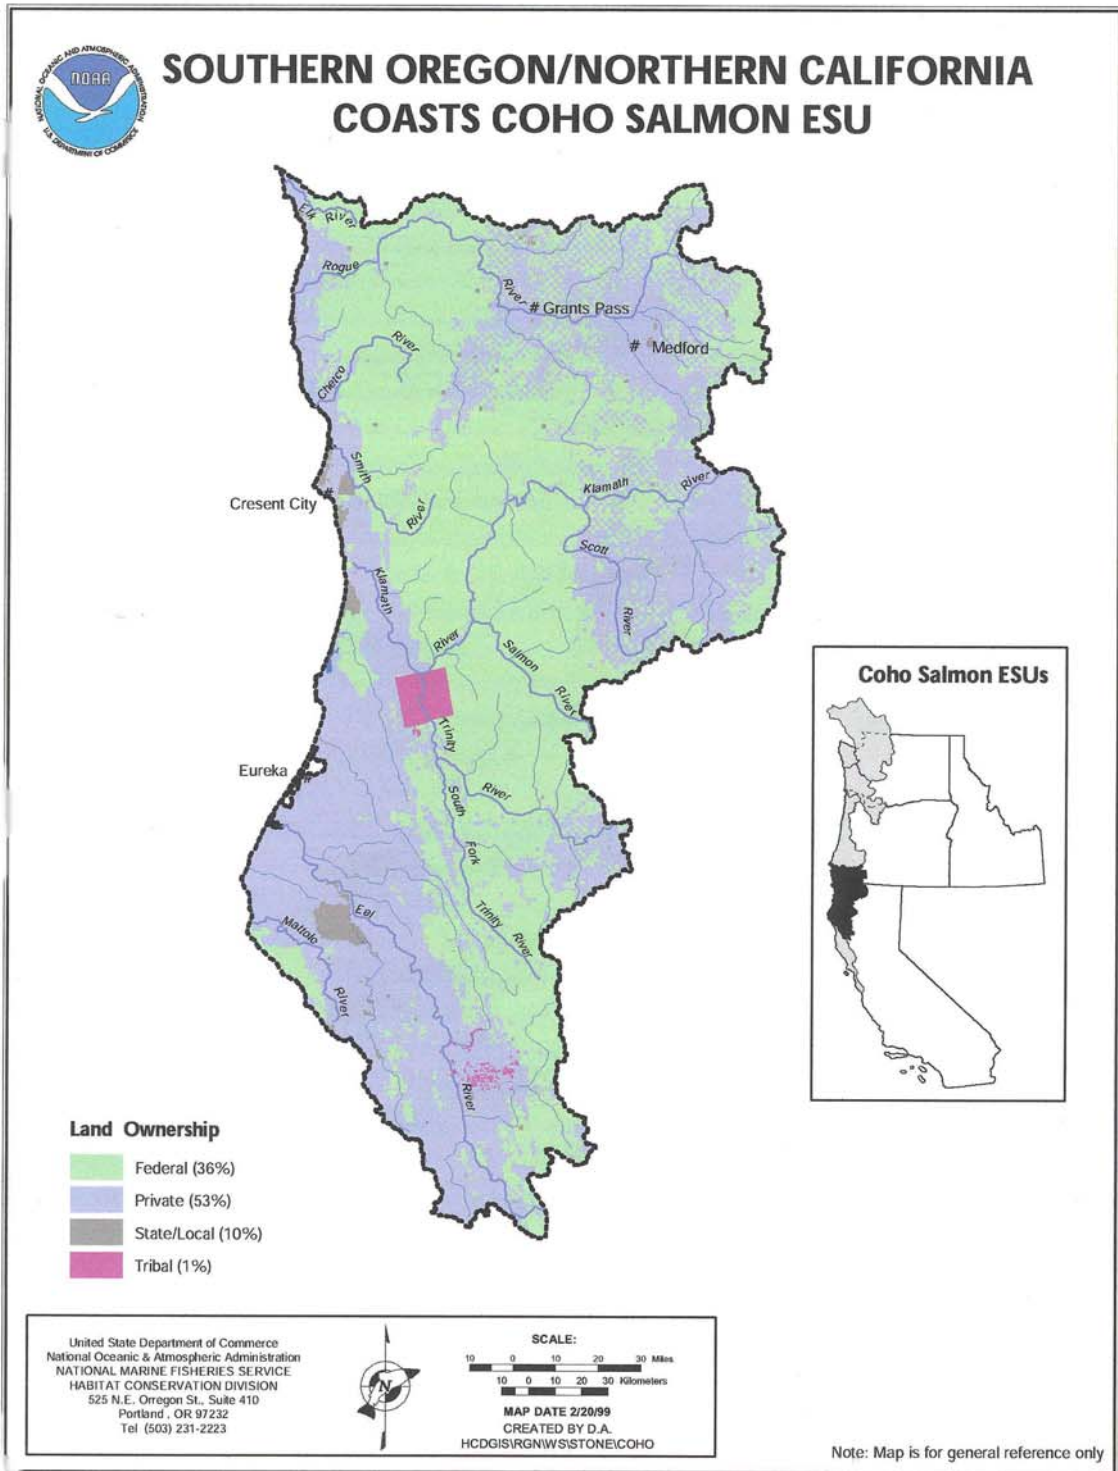 NATIONAL OCEANIC AND ATMOSPHERIC ADMINISTRATION
NOAA
U.S. DEPARTMENT OF COMMERCE
SOUTHERN OREGON/NORTHERN CALIFORNIA
COASTS COHO SALMON ESU
Elk River
Rogue
River
# Grants Pass
# Medford
River
Chetco
Smith
River
Klamath
River
Cresent City
#
Scott
River
Klamath
River
Salmon
River
Trinity
Eureka
#
River
South
Fork
Trinity
River
Eel
Mattolo
River
River
Coho Salmon ESUs
Land Ownership
Federal (36%)
Private (53%)
State/Local (10%)
Tribal (1%)
United State Department of Commerce
National Oceanic & Atmospheric Administration
NATIONAL MARINE FISHERIES SERVICE
HABITAT CONSERVATION DIVISION
525 N.E. Orregon St., Suite 410
Portland , OR 97232
Tel (503) 231-2223
N
SCALE:
10 0 10 20 30 Miles
10 0 10 20 30 Kilometers
MAP DATE 2/20/99
CREATED BY D.A.
HCDGIS\RGN\WS\STONE\COHO
Note: Map is for general reference only